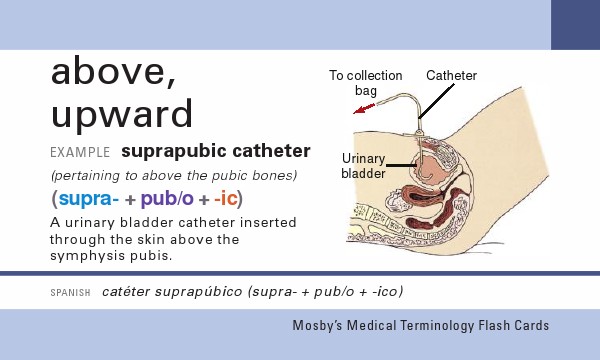 above,
upward
EXAMPLE suprapubic catheter
(pertaining to above the pubic bones)
(supra- + pub/o + -ic)
A urinary bladder catheter inserted
through the skin above the
symphysis pubis.
To collection
bag
Catheter
Urinary
bladder
SPANISH catéter suprapúbico (supra- + pub/o + -ico)
Mosby's Medical Terminology Flash Cards